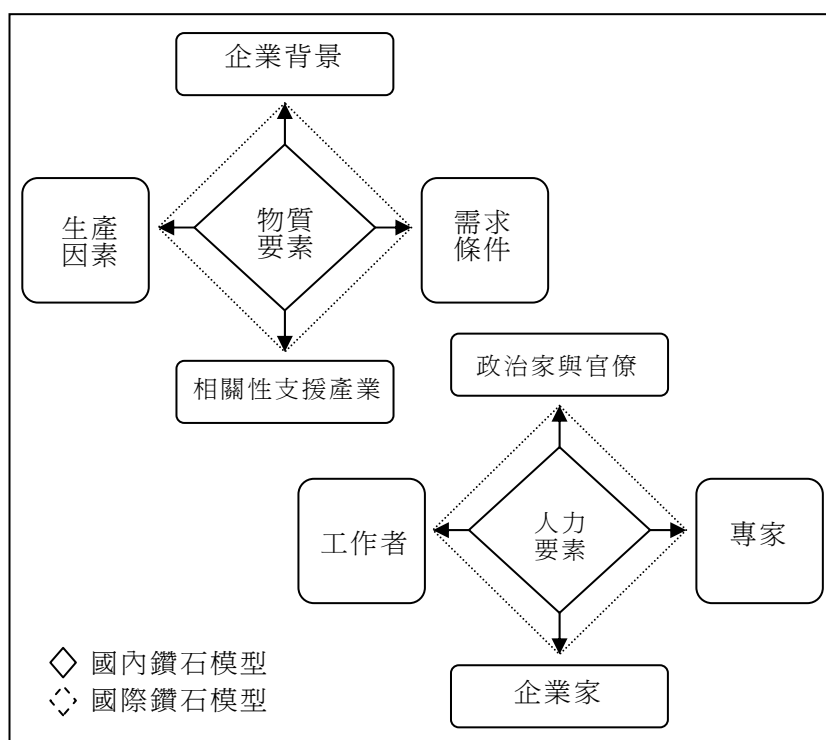 企業背景
生產
因素
物質
要素
需求
條件
相關性支援產業
政治家與官僚
工作者
人力
要素
專家
企業家
國內鑽石模型
國際鑽石模型